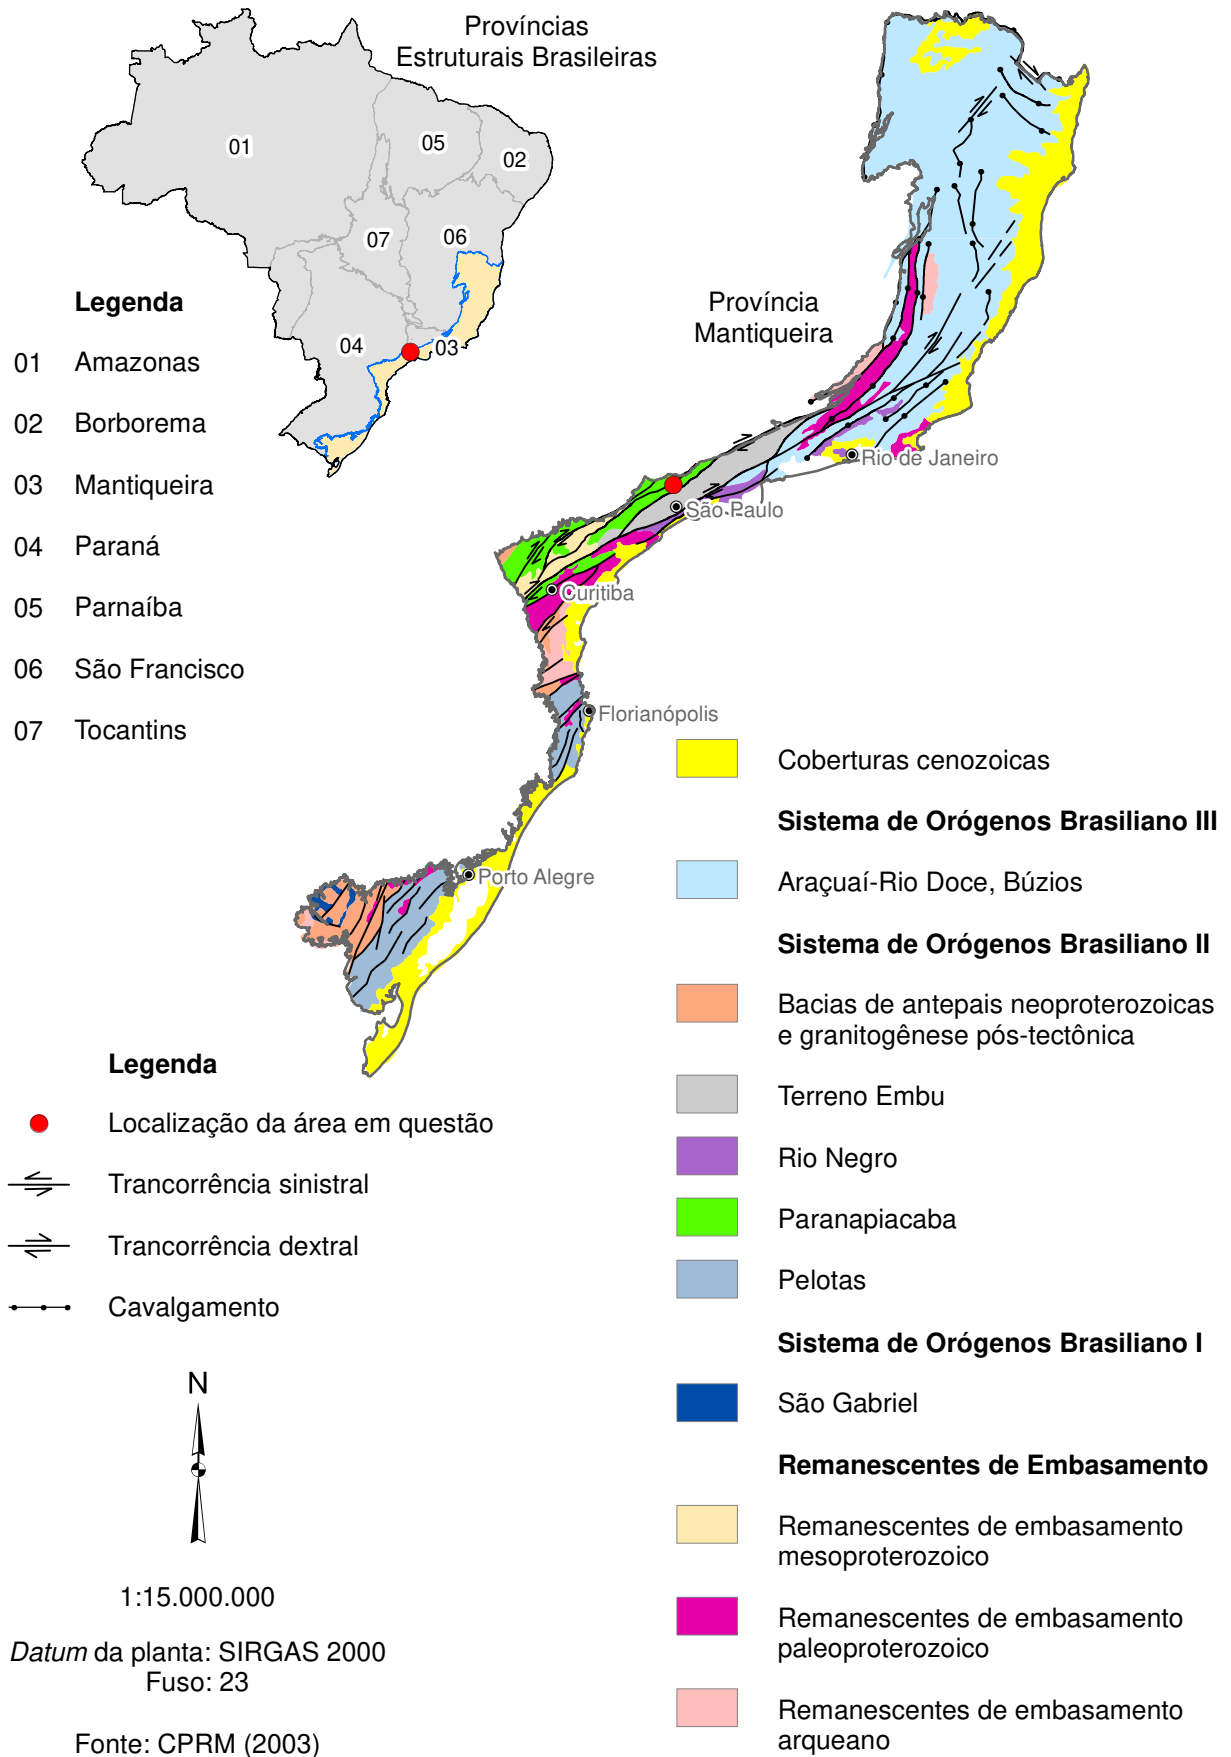 Províncias
Estruturais Brasileiras
01
05
02
07
06
04
03
Legenda
01 Amazonas
02 Borborema
03 Mantiqueira
04 Paraná
05 Parnaíba
06 São Francisco
07 Tocantins
Província
Mantiqueira
Rio de Janeiro
São Paulo
Curitiba
Florianópolis
Porto Alegre
Coberturas cenozoicas
Sistema de Orógenos Brasiliano III
Araçuaí-Rio Doce, Búzios
Sistema de Orógenos Brasiliano II
Bacias de antepais neoproterozoicas
e granitogênese pós-tectônica
Terreno Embu
Rio Negro
Paranapiacaba
Pelotas
Sistema de Orógenos Brasiliano I
São Gabriel
Remanescentes de Embasamento
Remanescentes de embasamento
mesoproterozoico
Remanescentes de embasamento
paleoproterozoico
Remanescentes de embasamento
arqueano
Legenda
Localização da área em questão
Trancorrência sinistral
Trancorrência dextral
Cavalgamento
N
1:15.000.000
Datum da planta: SIRGAS 2000
Fuso: 23
Fonte: CPRM (2003)